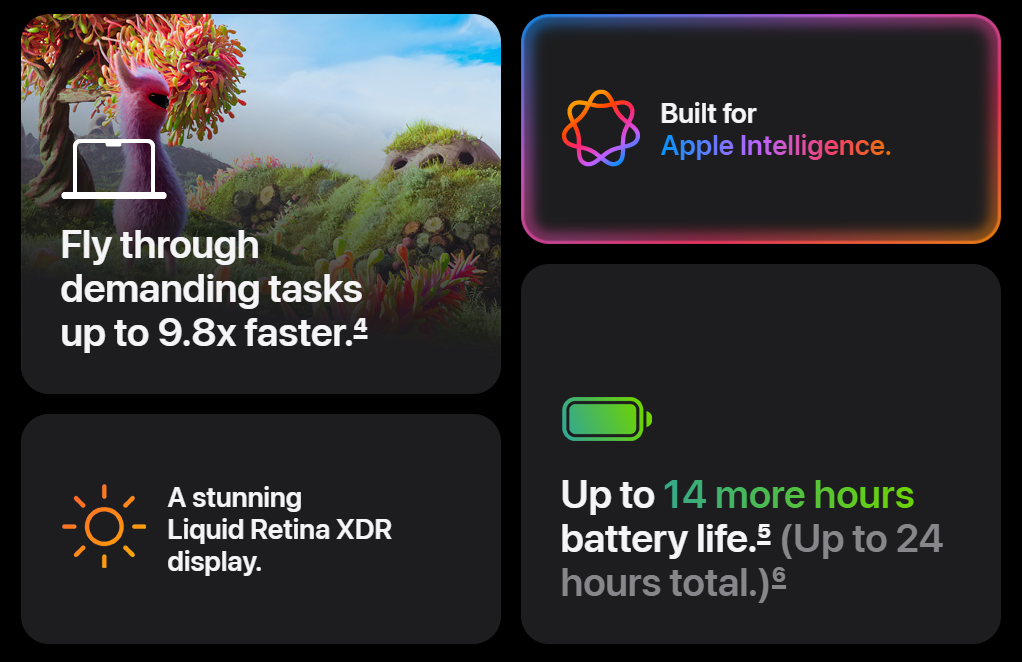 Fly through
demanding tasks
up to 9.8x faster.4
Built for
Apple Intelligence.
A stunning
Liquid Retina XDR
display.
Up to 14 more hours
battery life.5 (Up to 24
hours total.)6